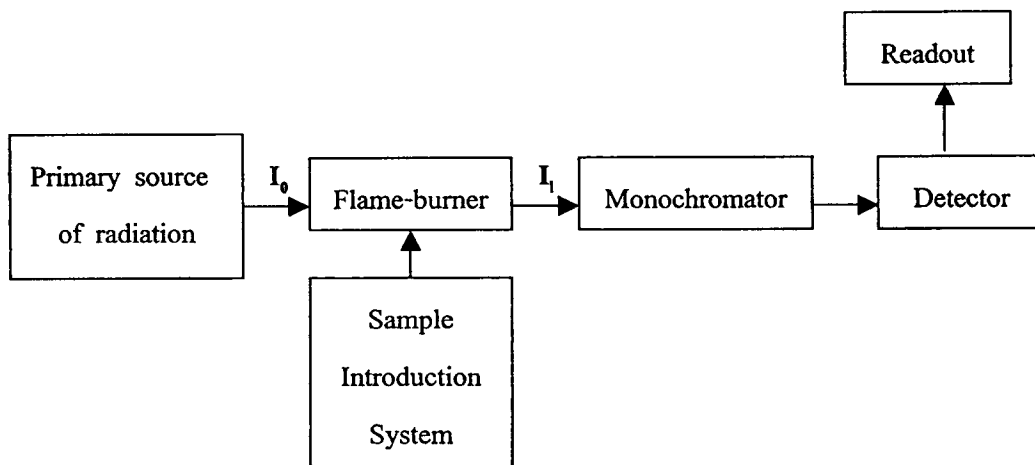 Readout
Primary source
of radiation
I₀
Flame-burner
I₁
Monochromator
Detector
Sample
Introduction
System